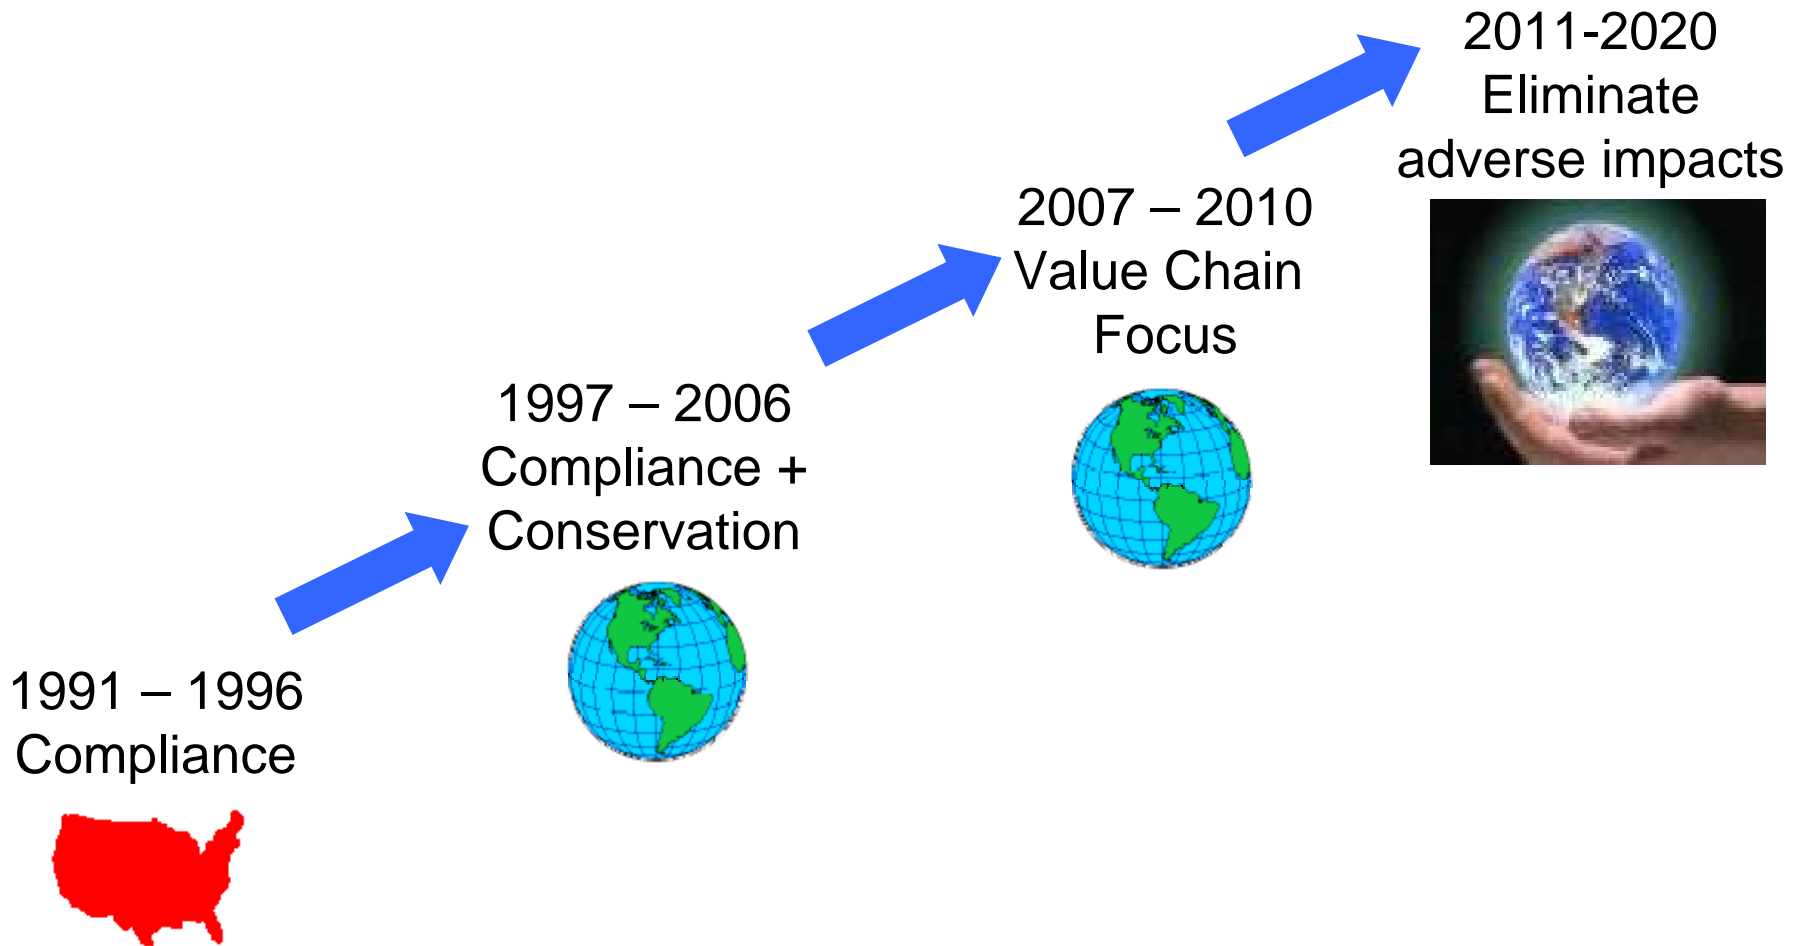 1991 – 1996
Compliance
1997 – 2006
Compliance +
Conservation
2007 – 2010
Value Chain
Focus
2011-2020
Eliminate
adverse impacts